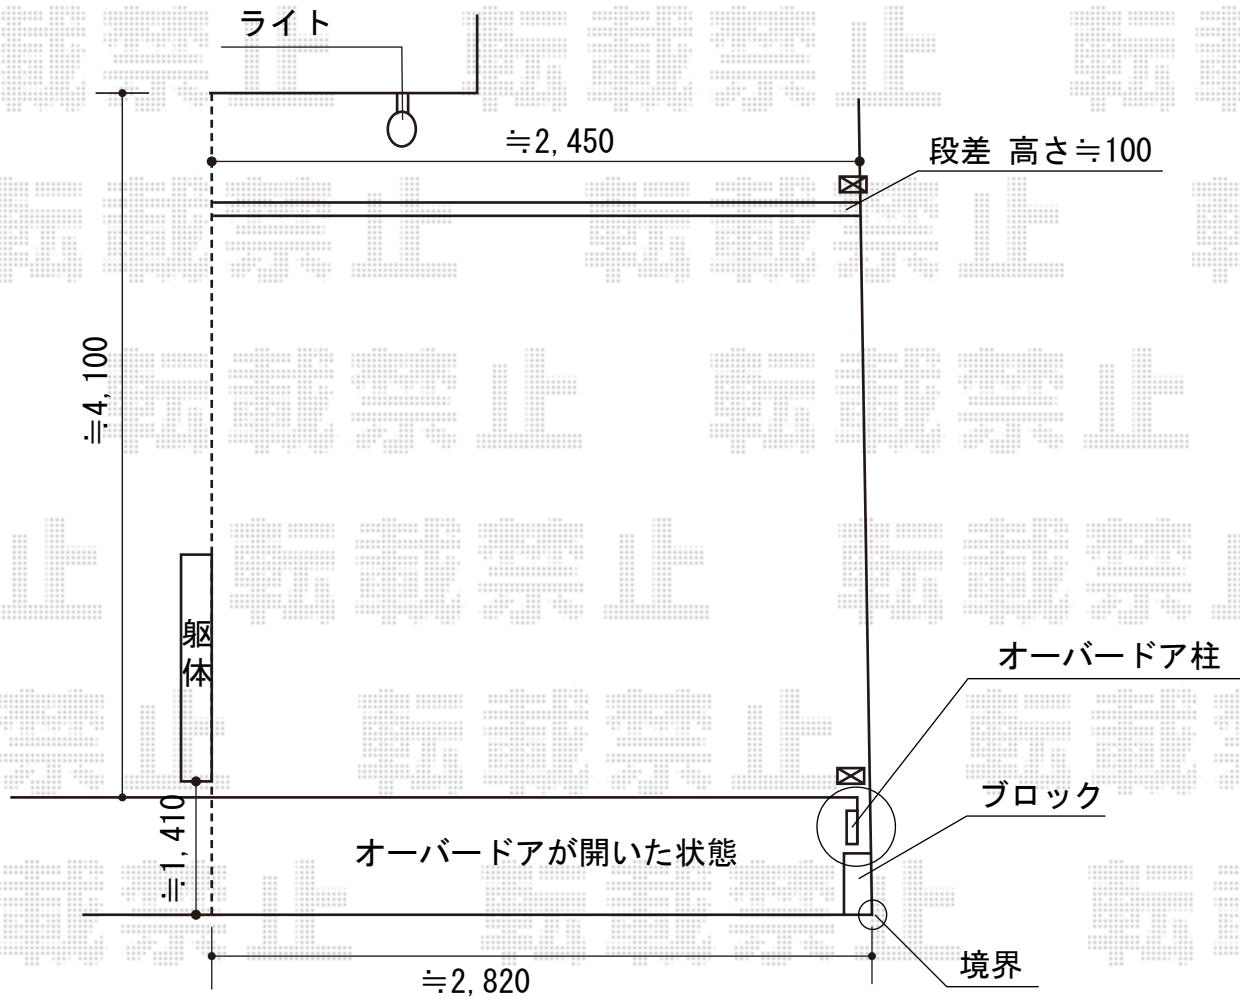 ライト
≒2,450
段差 高さ≒100
≒4,100
躯体
オーバードア柱
ブロック
≒1,410
オーバードアが開いた状態
境界
≒2,820
転載禁止